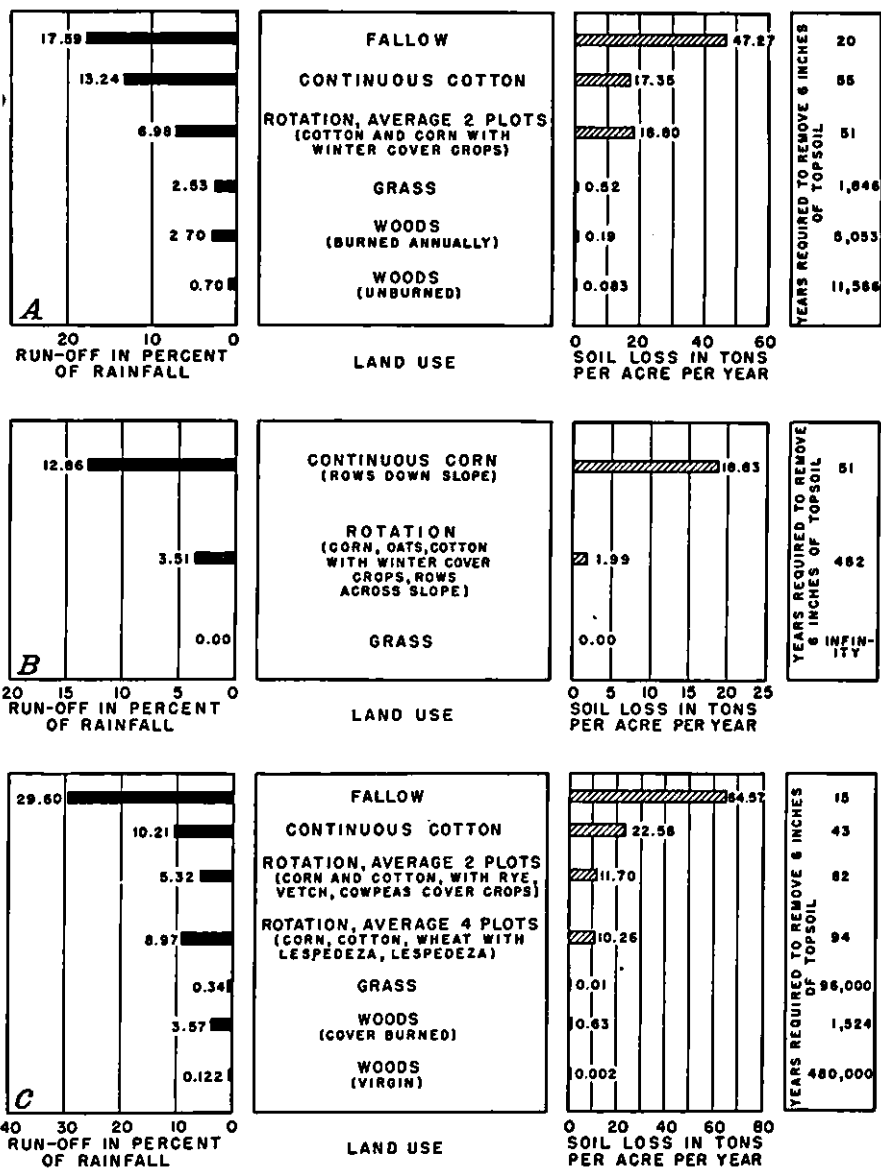 17.59 FALLOW 47.27 20
13.24 CONTINUOUS COTTON 17.35 55
6.98 ROTATION, AVERAGE 2 PLOTS 18.80 51
(COTTON AND CORN WITH
WINTER COVER CROPS)
2.53 GRASS 0.52 1,846
2.70 WOODS 0.19 5,053
(BURNED ANNUALLY)
0.70 WOODS 0.083 11,566
(UNBURNED)
YEARS REQUIRED TO REMOVE 6 INCHES
OF TOPSOIL
A
20 10 0
RUN-OFF IN PERCENT
OF RAINFALL
LAND USE
0 20 40 60
SOIL LOSS IN TONS
PER ACRE PER YEAR
12.86 CONTINUOUS CORN 18.63 51
(ROWS DOWN SLOPE)
3.51 ROTATION 1.99 482
(CORN, OATS, COTTON
WITH WINTER COVER
CROPS, ROWS
ACROSS SLOPE)
0.00 GRASS 0.00 INFIN-
ITY
YEARS REQUIRED TO REMOVE
6 INCHES OF TOPSOIL
B
20 15 10 5 0
RUN-OFF IN PERCENT
OF RAINFALL
LAND USE
0 5 10 15 20 25
SOIL LOSS IN TONS
PER ACRE PER YEAR
29.60 FALLOW 64.57 15
10.21 CONTINUOUS COTTON 22.58 43
5.32 ROTATION, AVERAGE 2 PLOTS 11.70 82
(CORN AND COTTON, WITH RYE,
VETCH, COWPEAS COVER CROPS)
8.97 ROTATION, AVERAGE 4 PLOTS 10.26 94
(CORN, COTTON, WHEAT WITH
LESPEDEZA, LESPEDEZA)
0.34 GRASS 0.01 96,000
3.57 WOODS 0.63 1,524
(COVER BURNED)
0.122 WOODS 0.002 480,000
(VIRGIN)
YEARS REQUIRED TO REMOVE 6 INCHES
OF TOPSOIL
C
40 30 20 10 0
RUN-OFF IN PERCENT
OF RAINFALL
LAND USE
0 20 40 60 80
SOIL LOSS IN TONS
PER ACRE PER YEAR